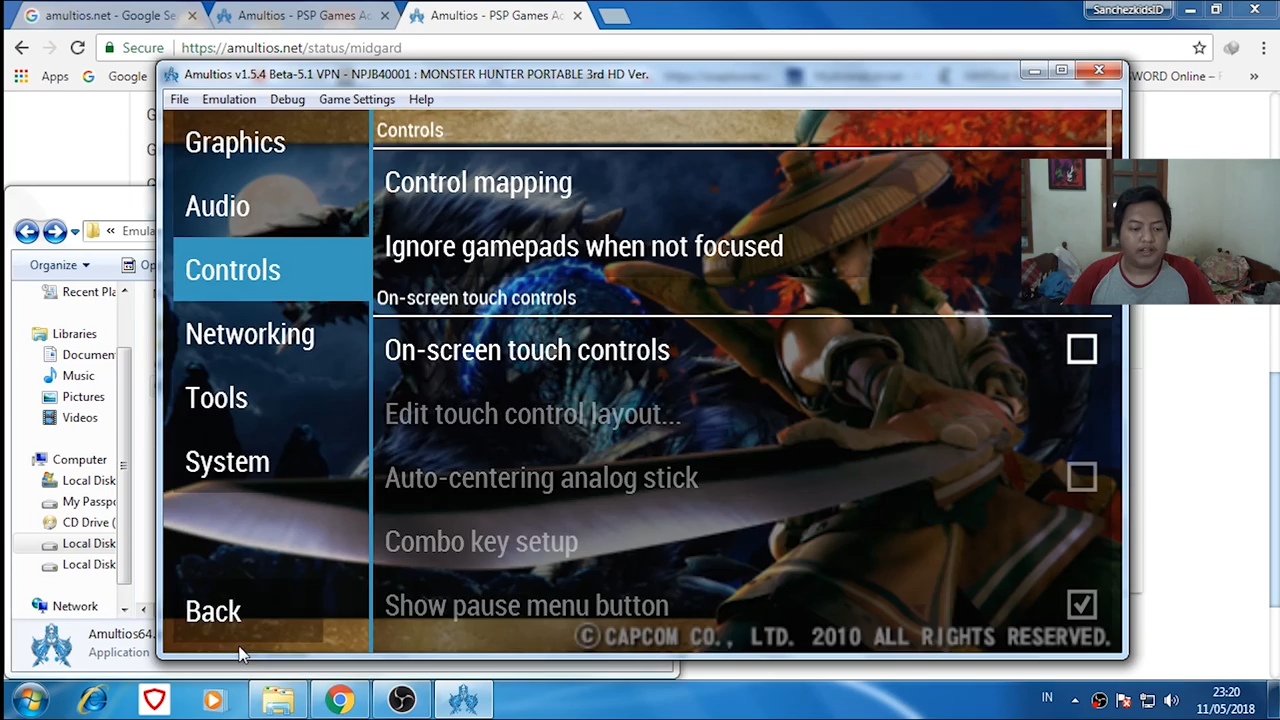 amultios.net - Google Se
Amultios - PSP Games Ad
Amultios - PSP Games Ad
SanchezkidsID
Secure
https://amultios.net/status/midgard
Apps
Google
WORD Online –
Amultios v1.5.4 Beta-5.1 VPN - NPJB40001 : MONSTER HUNTER PORTABLE 3rd HD Ver.
File
Emulation
Debug
Game Settings
Help
Graphics
Audio
Controls
Networking
Tools
System
Back
Controls
Control mapping
Ignore gamepads when not focused
On-screen touch controls
On-screen touch controls
Edit touch control layout...
Auto-centering analog stick
Combo key setup
Show pause menu button
© CAPCOM CO., LTD. 2010 ALL RIGHTS RESERVED.
« Emula
Organize
Op
Recent Pla
Libraries
Documen
Music
Pictures
Videos
Computer
Local Disk
My Passpo
CD Drive (
Local Disk
Local Disk
Network
Amultios64.
Application
IN
23:20
11/05/2018